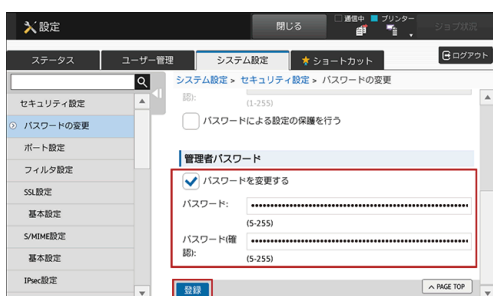 設定
閉じる
通信中
プリンター
ジョブ状況
ステータス
ユーザー管理
システム設定
ショートカット
ログアウト
システム設定 ▸ セキュリティ設定 ▸ パスワードの変更
セキュリティ設定
パスワードの変更
ポート設定
フィルタ設定
SSL設定
基本設定
S/MIME設定
基本設定
IPsec設定
認):
(1-255)
パスワードによる設定の保護を行う
管理者パスワード
パスワードを変更する
パスワード:
(5-255)
パスワード(確
認):
(5-255)
登録
PAGE TOP